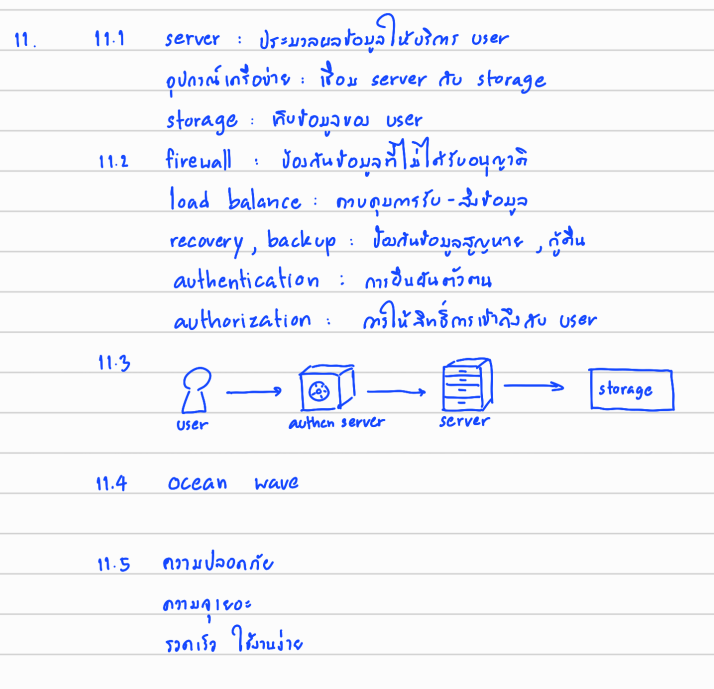 11. 11.1 server : ประมวลผลข้อมูลให้บริการ user
อุปกรณ์เครือข่าย : เชื่อม server กับ storage
storage : เก็บข้อมูลของ user
11.2 firewall : ป้องกันข้อมูลที่ไม่ได้รับอนุญาติ
load balance : ควบคุมการรับ - ส่งข้อมูล
recovery , backup : ป้องกันข้อมูลสูญหาย , กู้คืน
authentication : การยืนยันตัวตน
authorization : การให้สิทธิ์การเข้าถึงกับ user
11.3
user authen server server storage
11.4 ocean wave
11.5 ความปลอดภัย
ความจุเยอะ
รวดเร็ว ใช้งานง่าย